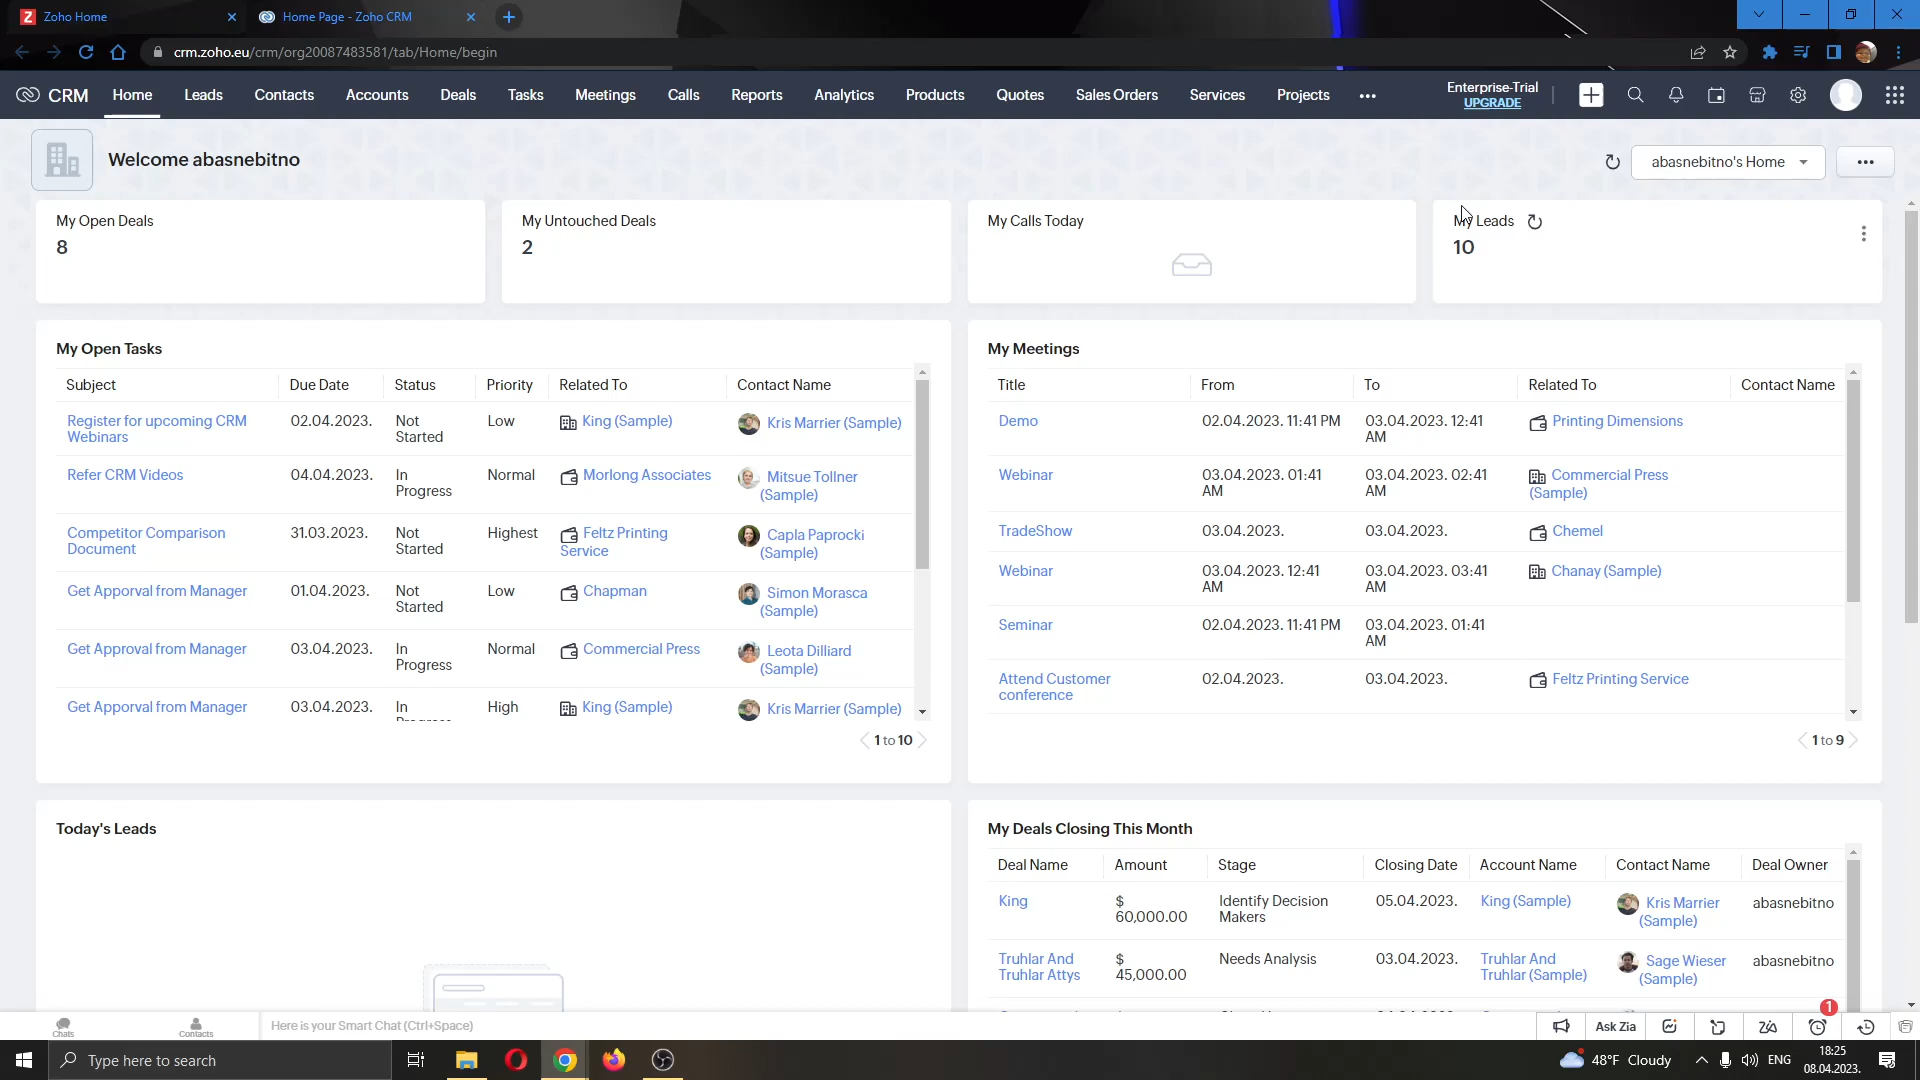 Zoho Home
Home Page - Zoho CRM
crm.zoho.eu/crm/org20087483581/tab/Home/begin
CRM Home Leads Contacts Accounts Deals Tasks Meetings Calls Reports Analytics Products Quotes Sales Orders Services Projects •••
Enterprise-Trial
UPGRADE
Welcome abasnebitno
abasnebitno's Home
My Open Deals
8
My Untouched Deals
2
My Calls Today
My Leads
10
My Open Tasks
Subject Due Date Status Priority Related To Contact Name
Register for upcoming CRM Webinars 02.04.2023. Not Started Low King (Sample) Kris Marrier (Sample)
Refer CRM Videos 04.04.2023. In Progress Normal Morlong Associates Mitsue Tollner (Sample)
Competitor Comparison Document 31.03.2023. Not Started Highest Feltz Printing Service Capla Paprocki (Sample)
Get Apporval from Manager 01.04.2023. Not Started Low Chapman Simon Morasca (Sample)
Get Approval from Manager 03.04.2023. In Progress Normal Commercial Press Leota Dilliard (Sample)
Get Apporval from Manager 03.04.2023. In High King (Sample) Kris Marrier (Sample)
1 to 10
My Meetings
Title From To Related To Contact Name
Demo 02.04.2023. 11:41 PM 03.04.2023. 12:41 AM Printing Dimensions
Webinar 03.04.2023. 01:41 AM 03.04.2023. 02:41 AM Commercial Press (Sample)
TradeShow 03.04.2023. 03.04.2023. Chemel
Webinar 03.04.2023. 12:41 AM 03.04.2023. 03:41 AM Chanay (Sample)
Seminar 02.04.2023. 11:41 PM 03.04.2023. 01:41 AM
Attend Customer conference 02.04.2023. 03.04.2023. Feltz Printing Service
1 to 9
Today's Leads
My Deals Closing This Month
Deal Name Amount Stage Closing Date Account Name Contact Name Deal Owner
King $ 60,000.00 Identify Decision Makers 05.04.2023. King (Sample) Kris Marrier (Sample) abasnebitno
Truhlar And Truhlar Attys $ 45,000.00 Needs Analysis 03.04.2023. Truhlar And Truhlar (Sample) Sage Wieser (Sample) abasnebitno
Chats Contacts Here is your Smart Chat (Ctrl+Space)
Ask Zia
1
Type here to search
48°F Cloudy ENG
18:25
08.04.2023.